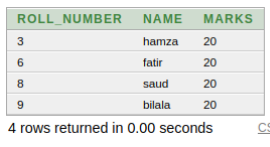 ROLL_NUMBER NAME MARKS
3 hamza 20
6 fatir 20
8 saud 20
9 bilala 20
4 rows returned in 0.00 seconds